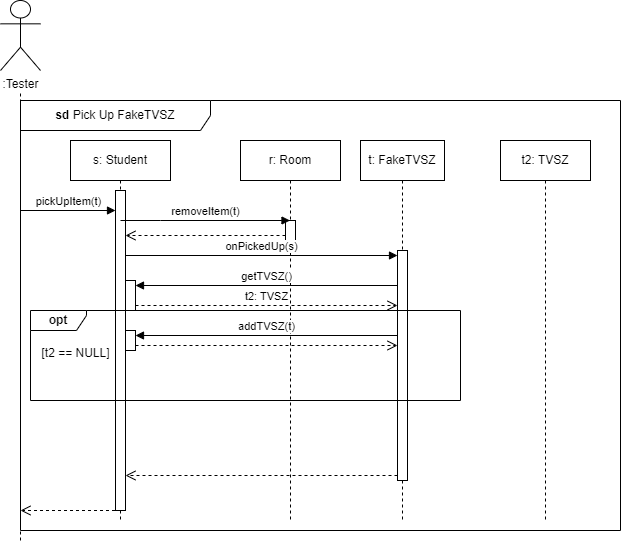 :Tester
sd Pick Up FakeTVSZ
s: Student
r: Room
t: FakeTVSZ
t2: TVSZ
pickUpItem(t)
removeItem(t)
onPickedUp(s)
getTVSZ()
t2: TVSZ
opt
addTVSZ(t)
[t2 == NULL]